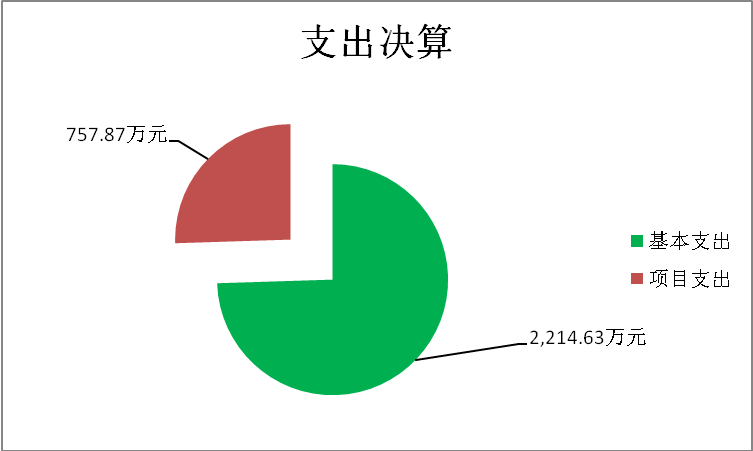 支出决算
757.87万元
基本支出
项目支出
2,214.63万元